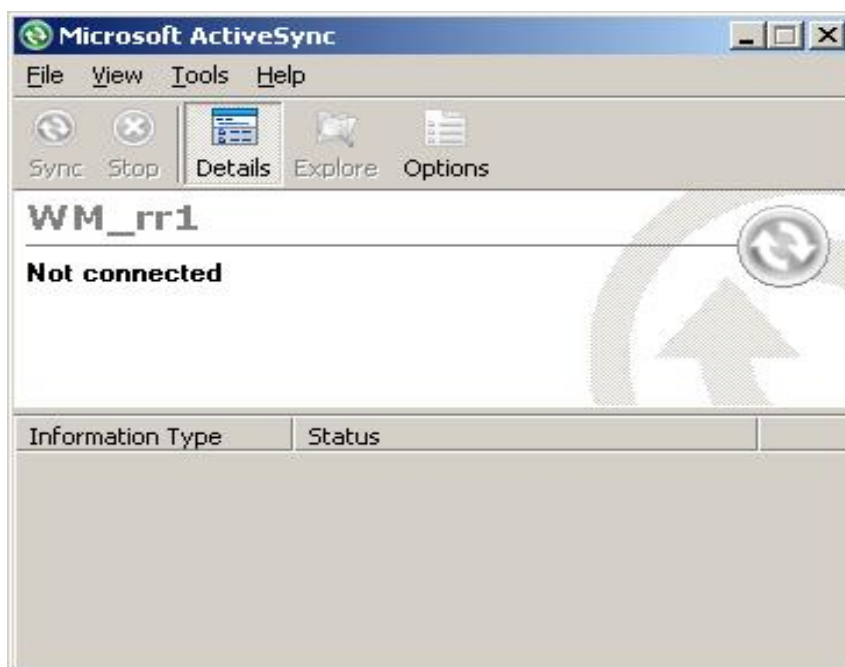 Microsoft ActiveSync
File View Tools Help
Sync Stop Details Explore Options
WM_rr1
Not connected
Information Type Status